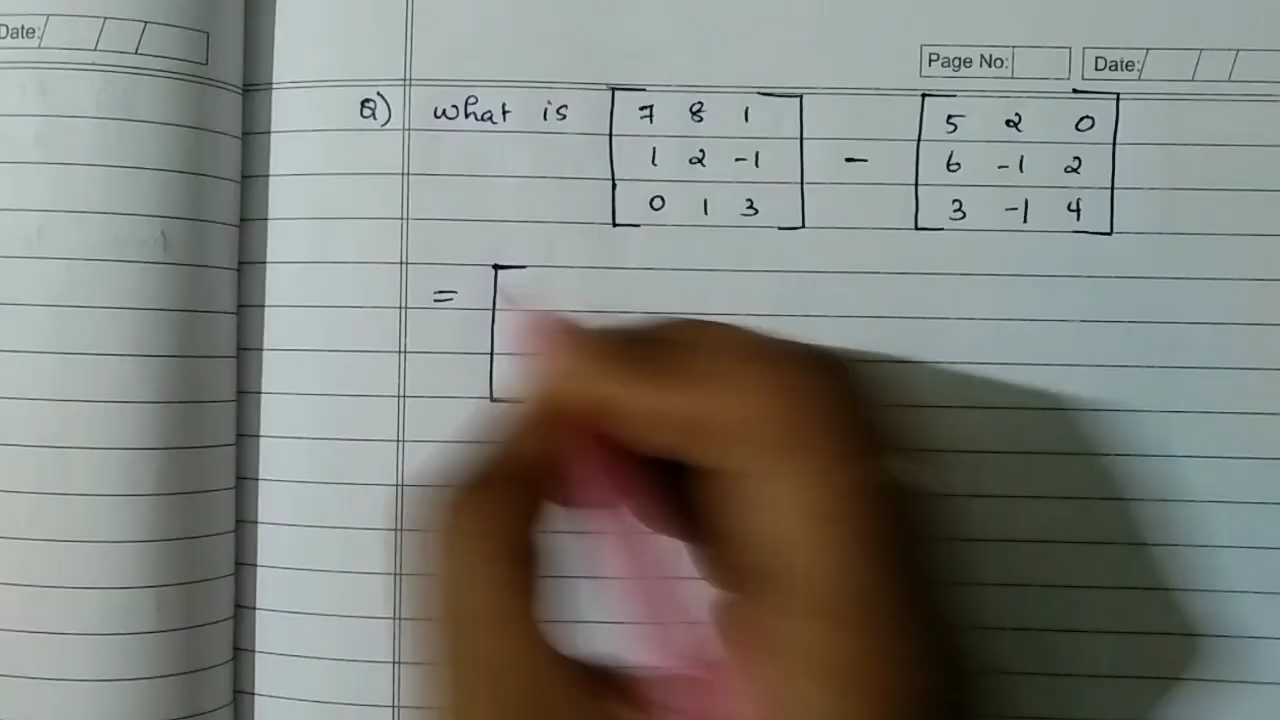 Date:
Page No: Date:
Q) what is [7 8 1] - [5 2 0]
[1 2 -1] [6 -1 2]
[0 1 3] [3 -1 4]
= [